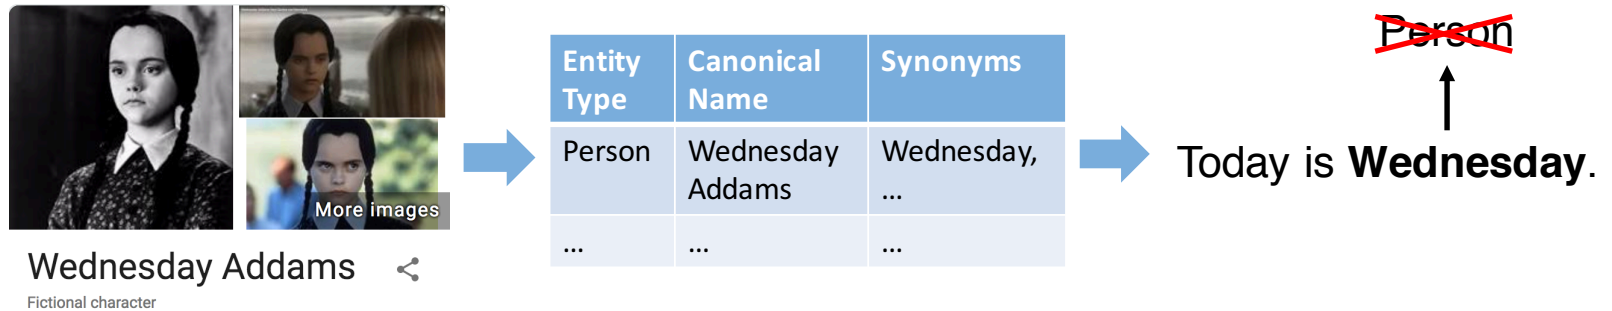 More images
Wednesday Addams
Fictional character
Entity Type
Canonical Name
Synonyms
Person
Wednesday Addams
Wednesday, ...
...
...
...
Person
Today is Wednesday.